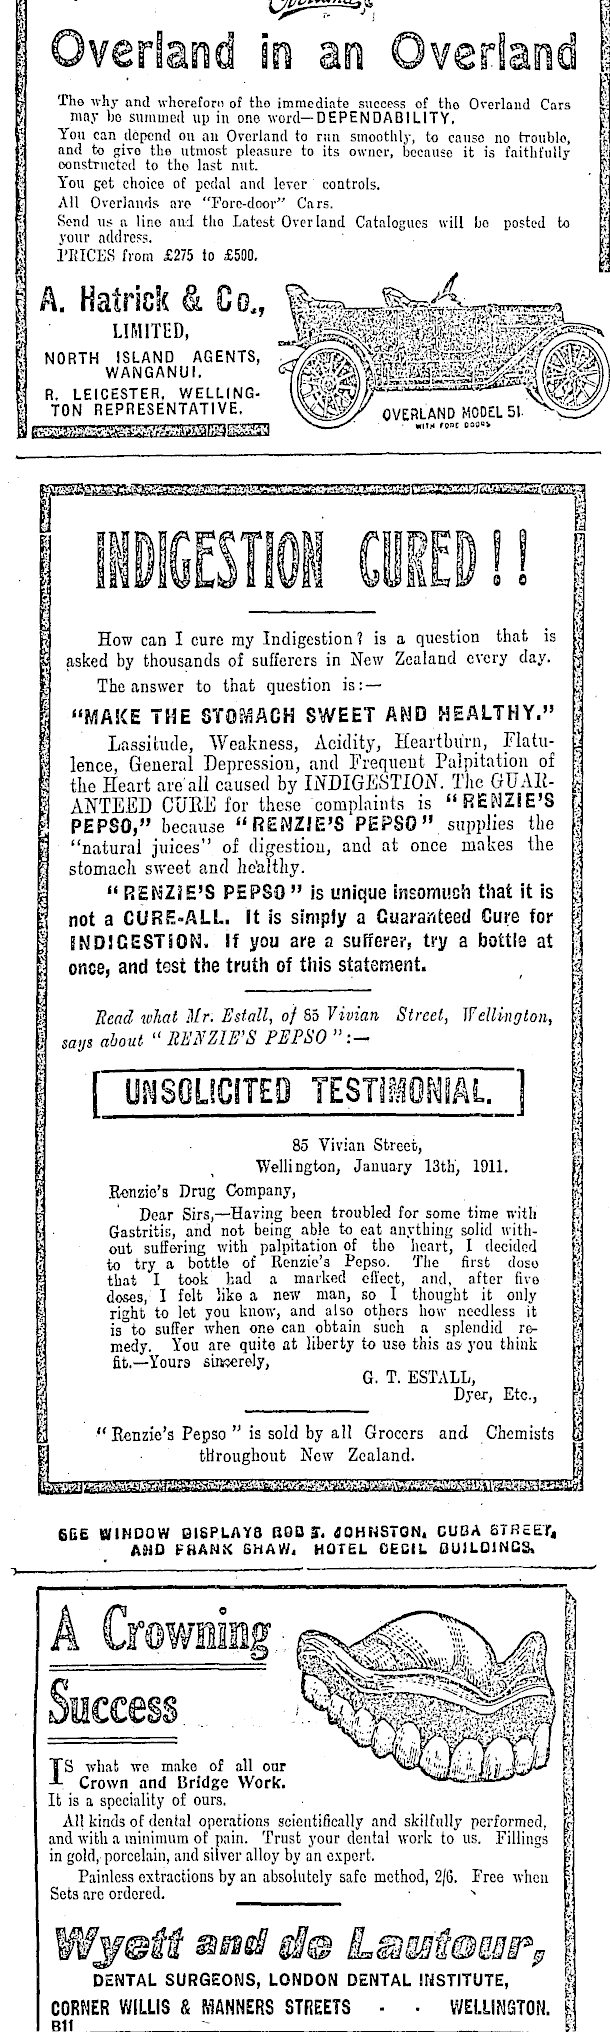 Overland
Overland in an Overland
The why and wherefore of the immediate success of the Overland Cars
may be summed up in one word—DEPENDABILITY.
You can depend on an Overland to run smoothly, to cause no trouble,
and to give the utmost pleasure to its owner, because it is faithfully
constructed to the last nut.
You get choice of pedal and lever controls.
All Overlands are "Fore-door" Cars.
Send us a line and the Latest Overland Catalogues will be posted to
your address.
PRICES from £275 to £500.
A. Hatrick & Co.,
LIMITED,
NORTH ISLAND AGENTS,
WANGANUI.
R. LEICESTER, WELLING-
TON REPRESENTATIVE.
OVERLAND MODEL 51
WITH FORE DOORS
INDIGESTION CURED!!
How can I cure my Indigestion? is a question that is
asked by thousands of sufferers in New Zealand every day.
The answer to that question is:—
"MAKE THE STOMACH SWEET AND HEALTHY."
Lassitude, Weakness, Acidity, Heartburn, Flatu-
lence, General Depression, and Frequent Palpitation of
the Heart are all caused by INDIGESTION. The GUAR-
ANTEED CURE for these complaints is "RENZIE'S
PEPSO," because "RENZIE'S PEPSO" supplies the
"natural juices" of digestion, and at once makes the
stomach sweet and healthy.
"RENZIE'S PEPSO" is unique insomuch that it is
not a CURE-ALL. It is simply a Guaranteed Cure for
INDIGESTION. If you are a sufferer, try a bottle at
once, and test the truth of this statement.
Read what Mr. Estall, of 85 Vivian Street, Wellington,
says about "RENZIE'S PEPSO":—
UNSOLICITED TESTIMONIAL.
85 Vivian Street,
Wellington, January 13th, 1911.
Renzie's Drug Company,
Dear Sirs,—Having been troubled for some time with
Gastritis, and not being able to eat anything solid with-
out suffering with palpitation of the heart, I decided
to try a bottle of Renzie's Pepso. The first dose
that I took had a marked effect, and, after five
doses, I felt like a new man, so I thought it only
right to let you know, and also others how needless it
is to suffer when one can obtain such a splendid re-
medy. You are quite at liberty to use this as you think
fit.—Yours sincerely,
G. T. ESTALL,
Dyer, Etc.,
"Renzie's Pepso" is sold by all Grocers and Chemists
throughout New Zealand.
SEE WINDOW DISPLAYS ROB T. JOHNSTON, CUBA STREET,
AND FRANK SHAW, HOTEL CECIL BUILDINGS.
A Crowning
Success
IS what we make of all our
Crown and Bridge Work.
It is a speciality of ours.
All kinds of dental operations scientifically and skilfully performed,
and with a minimum of pain. Trust your dental work to us. Fillings
in gold, porcelain, and silver alloy by an expert.
Painless extractions by an absolutely safe method, 2/6. Free when
Sets are ordered.
Wyett and de Lautour,
DENTAL SURGEONS, LONDON DENTAL INSTITUTE,
CORNER WILLIS & MANNERS STREETS - - WELLINGTON.
B11